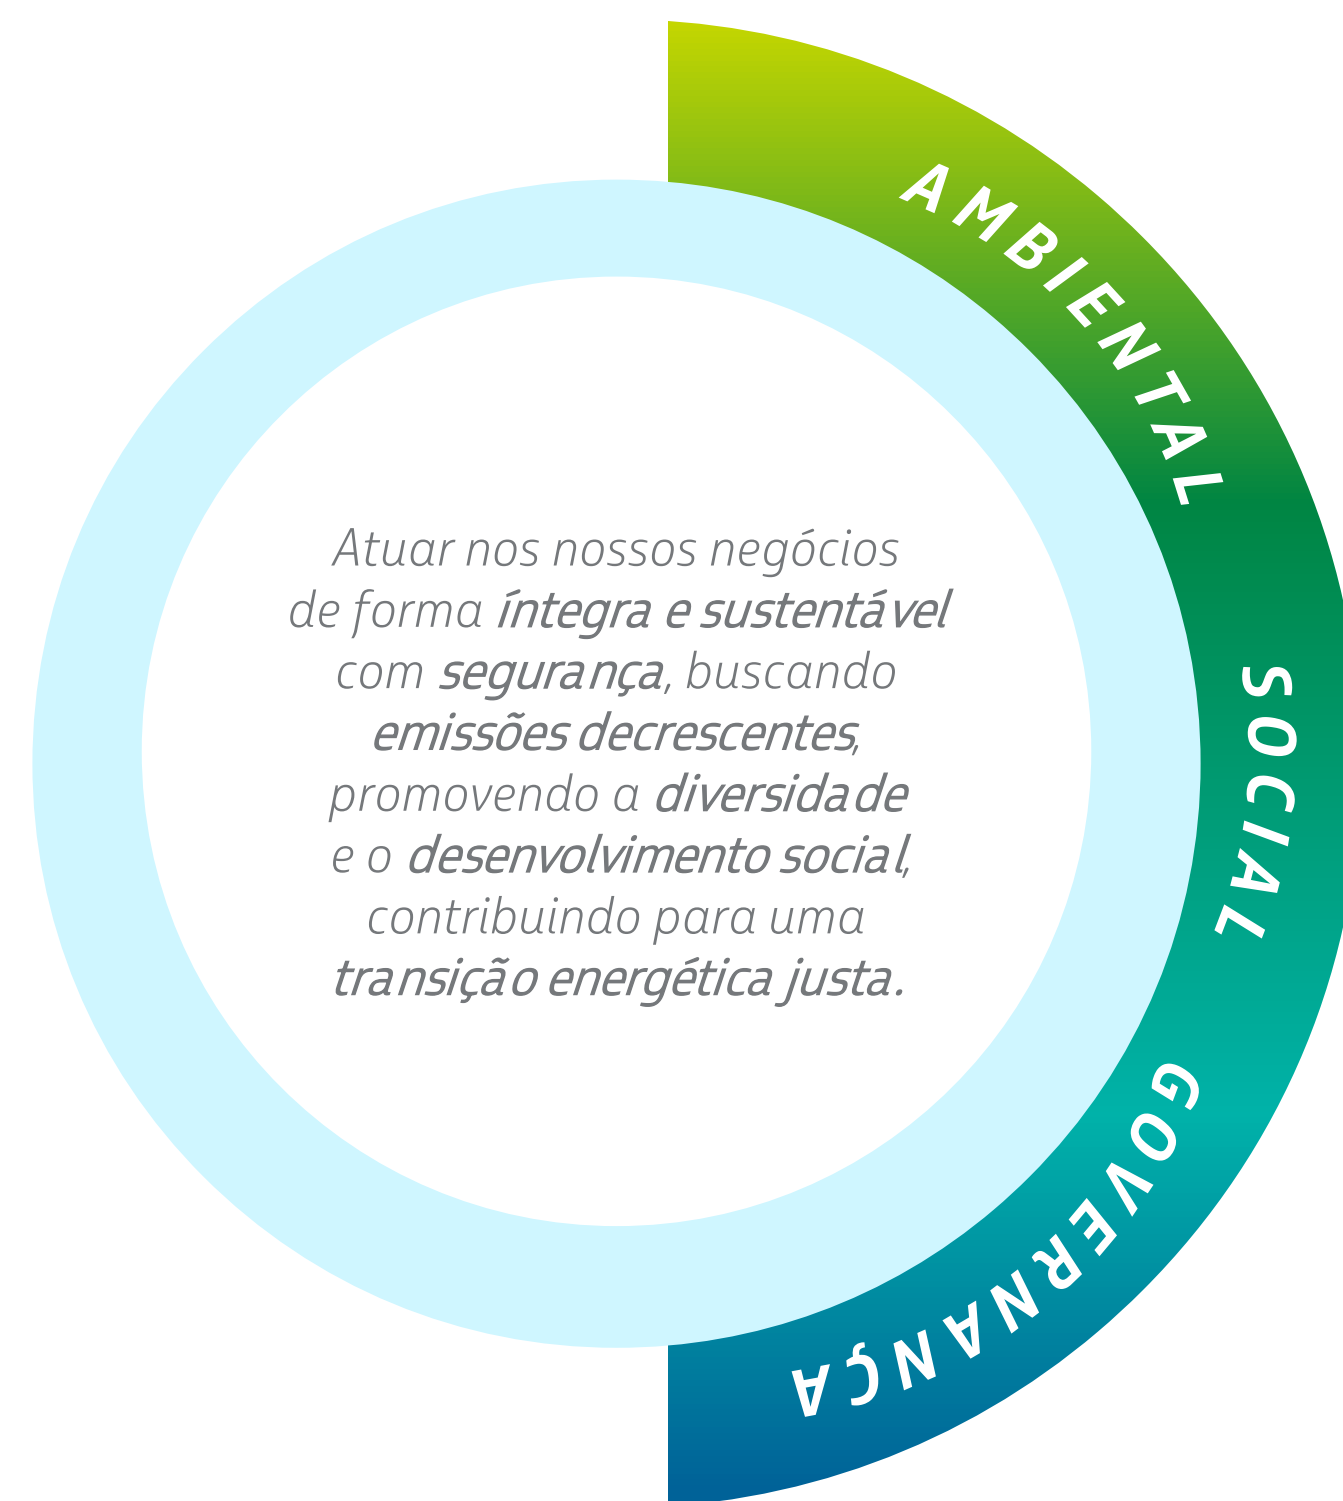 Atuar nos nossos negócios
de forma íntegra e sustentável
com segurança, buscando
emissões decrescentes,
promovendo a diversidade
e o desenvolvimento social,
contribuindo para uma
transição energética justa.
AMBIENTAL
SOCIAL
GOVERNANÇA